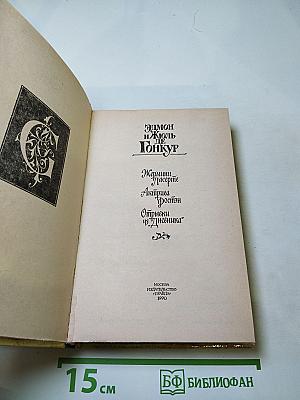 Эдмон
и Жюль
де
Гонкур
Жермини
Ласерте
Актриса
Фостен
Отрывки
из „Дневника“
МОСКВА
ИЗДАТЕЛЬСТВО
«ПРАВДА»
1990
15 см
БФ БИБЛИОФАН